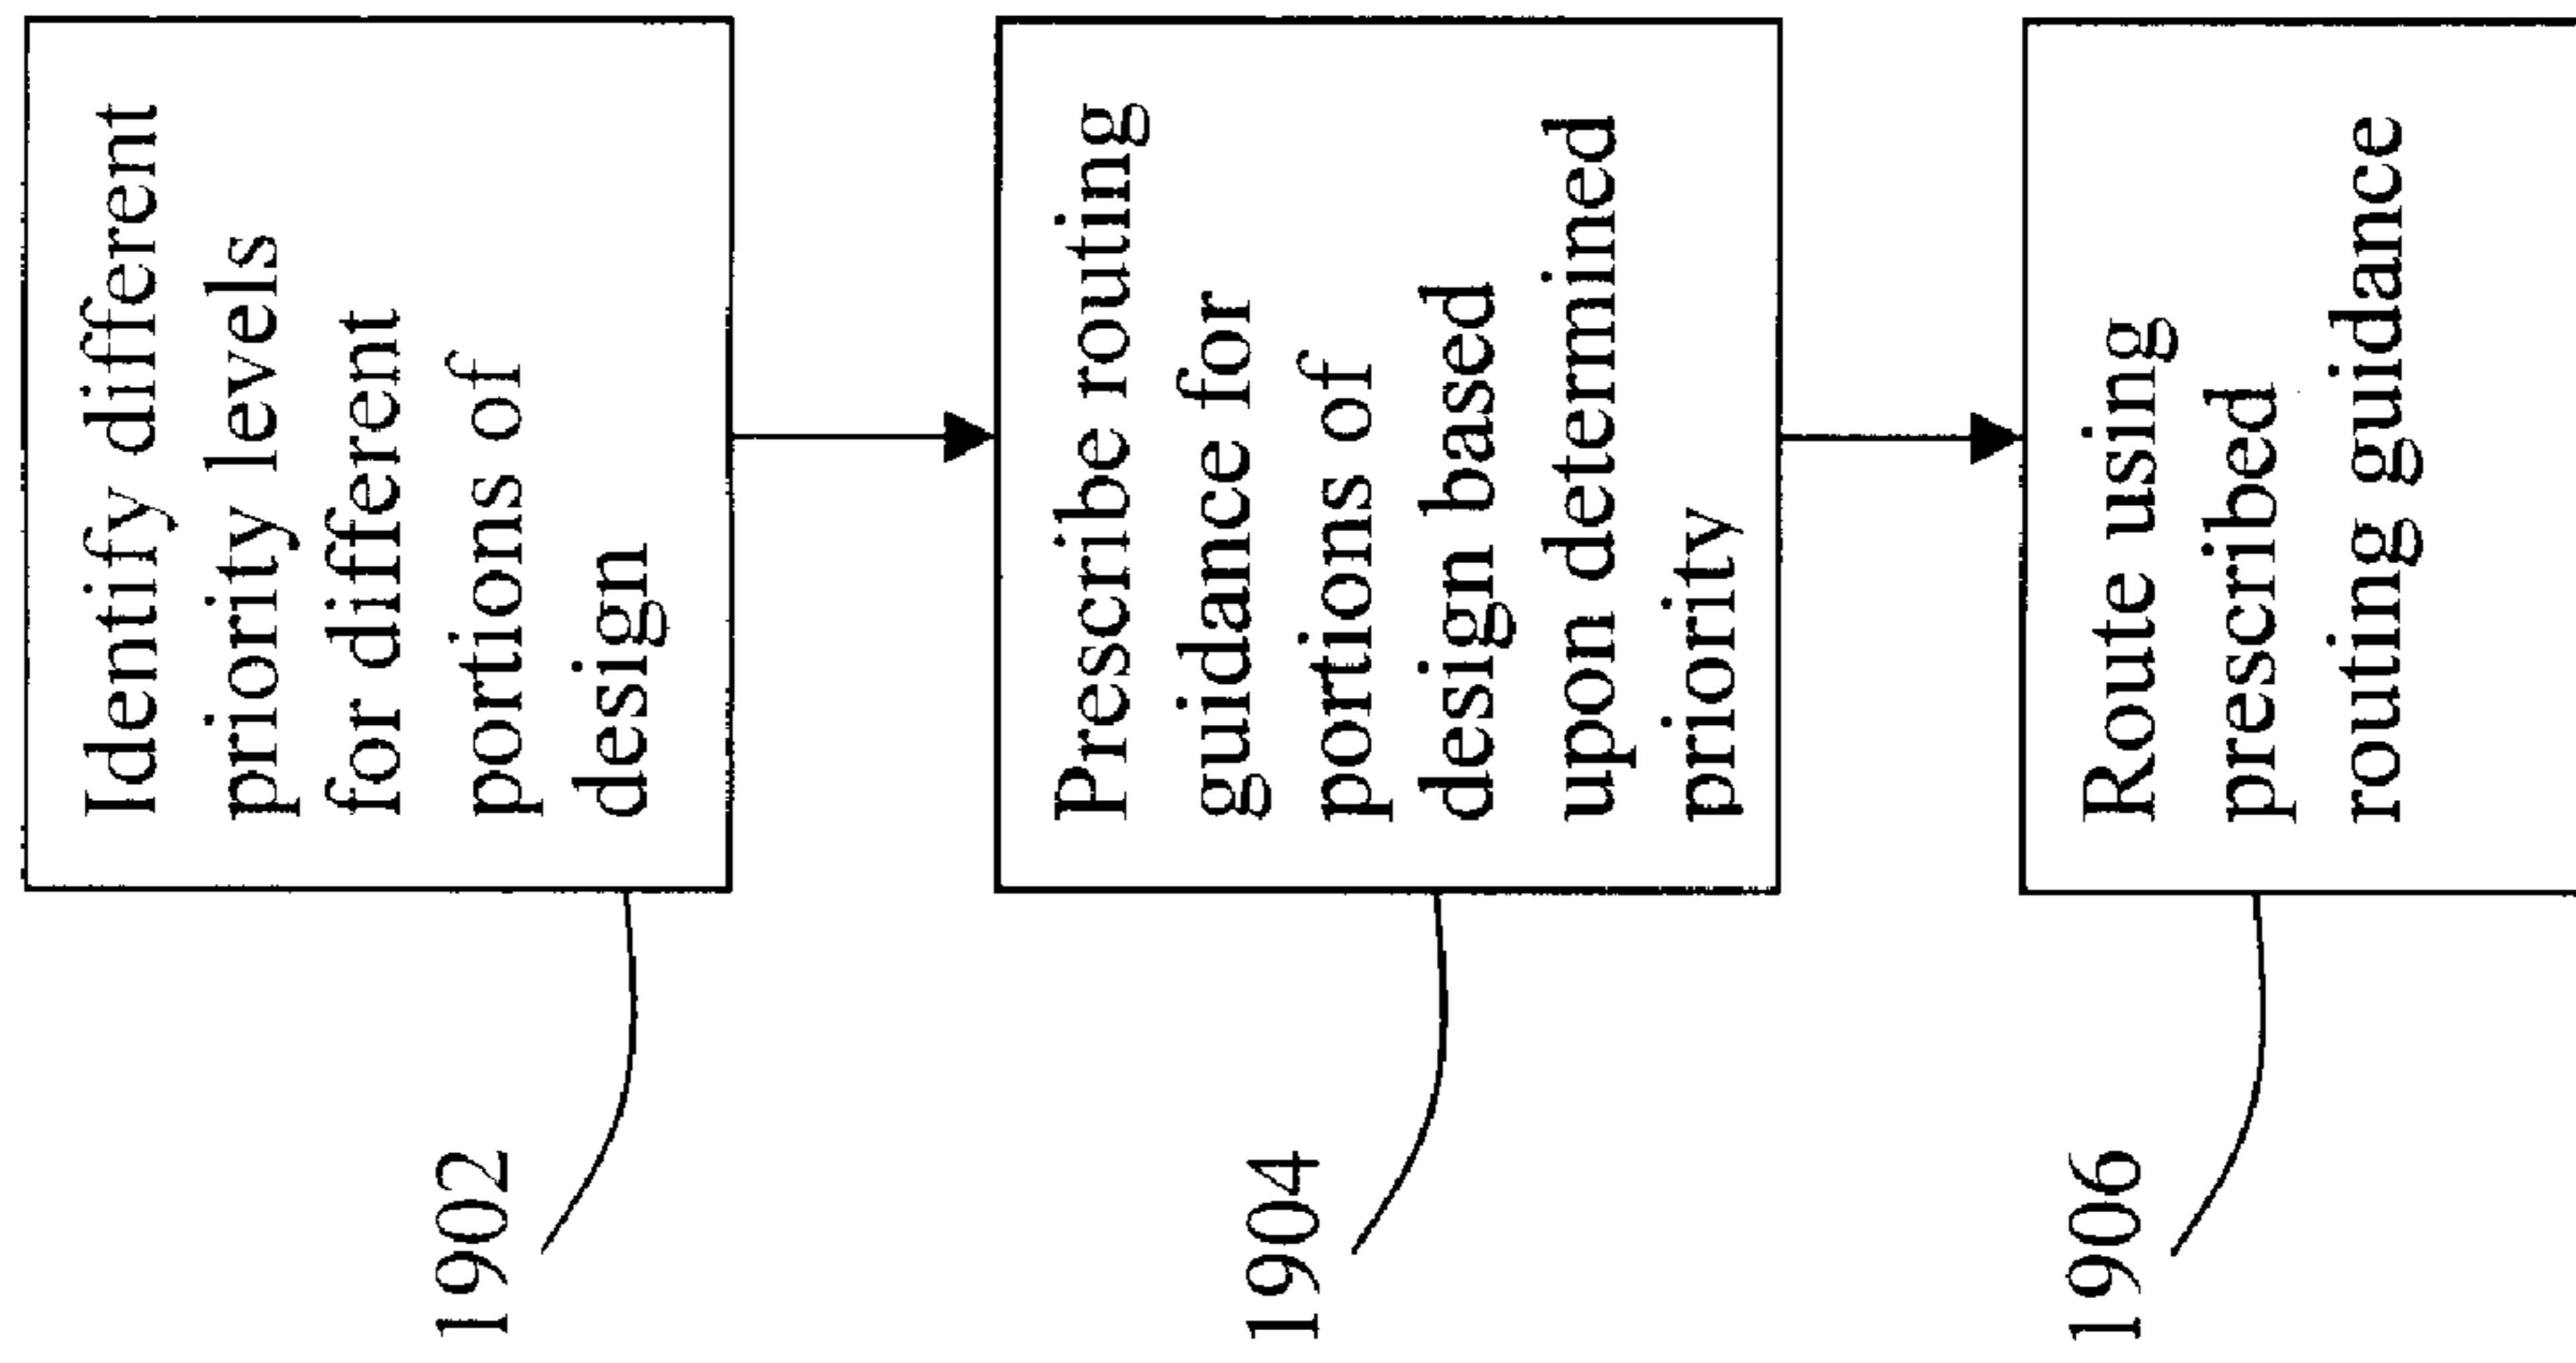 Identify different
priority levels
for different
portions of
design
1902
Prescribe routing
guidance for
portions of
design based
upon determined
priority
1904
Route using
prescribed
routing guidance
1906